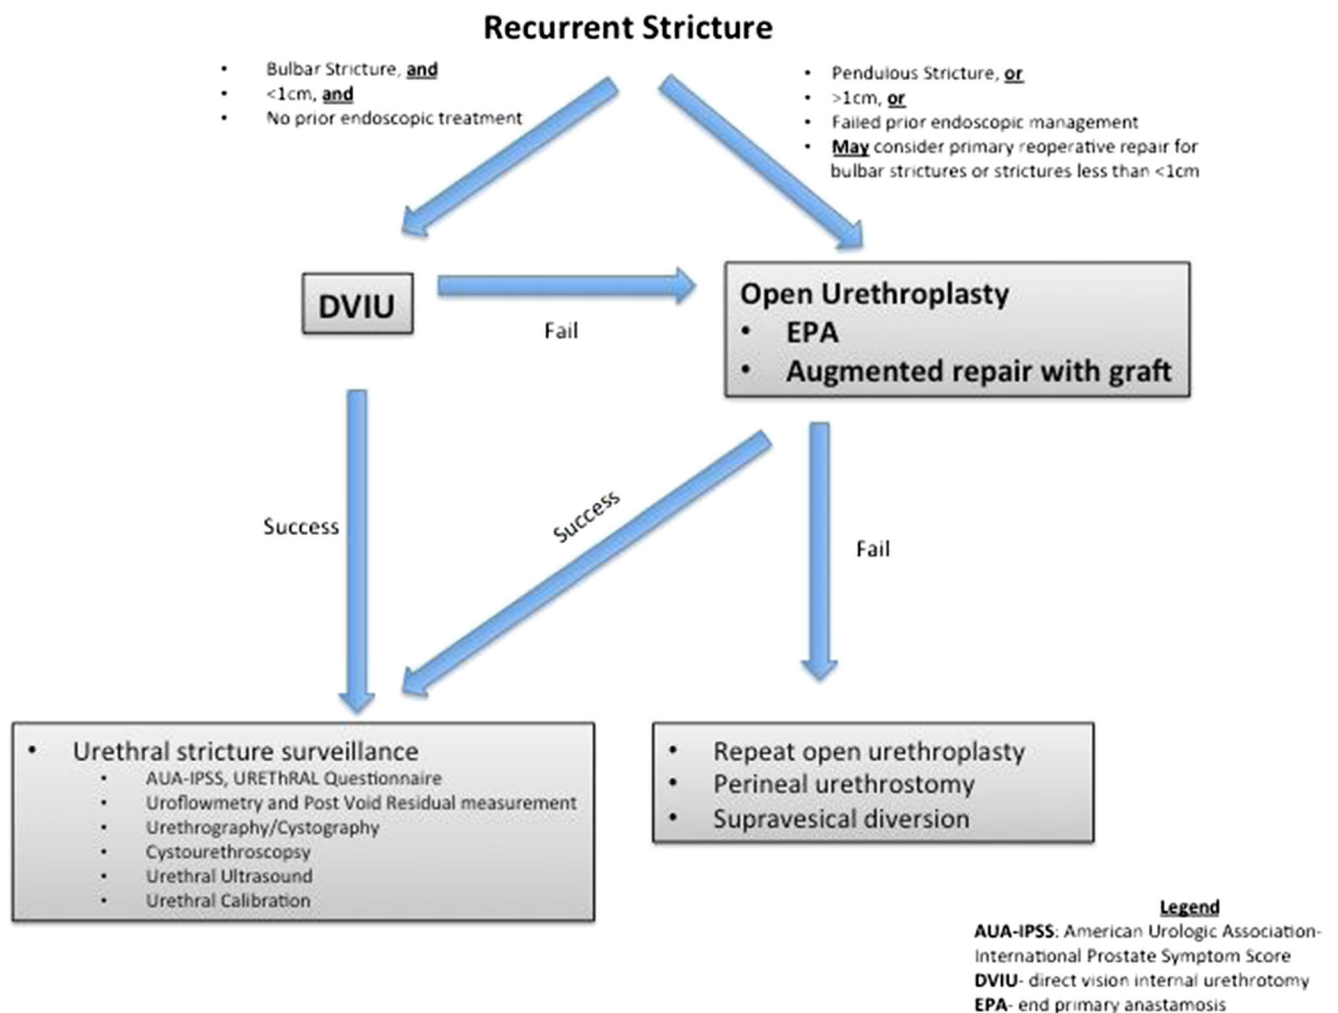 Recurrent Stricture
• Bulbar Stricture, and
• <1cm, and
• No prior endoscopic treatment
• Pendulous Stricture, or
• >1cm, or
• Failed prior endoscopic management
• May consider primary reoperative repair for
bulbar strictures or strictures less than <1cm
DVIU
Fail
Open Urethroplasty
• EPA
• Augmented repair with graft
Success
Success
Fail
• Urethral stricture surveillance
• AUA-IPSS, UREThRAL Questionnaire
• Uroflowmetry and Post Void Residual measurement
• Urethrography/Cystography
• Cystourethroscopsy
• Urethral Ultrasound
• Urethral Calibration
• Repeat open urethroplasty
• Perineal urethrostomy
• Supravesical diversion
Legend
AUA-IPSS: American Urologic Association-
International Prostate Symptom Score
DVIU- direct vision internal urethrotomy
EPA- end primary anastamosis